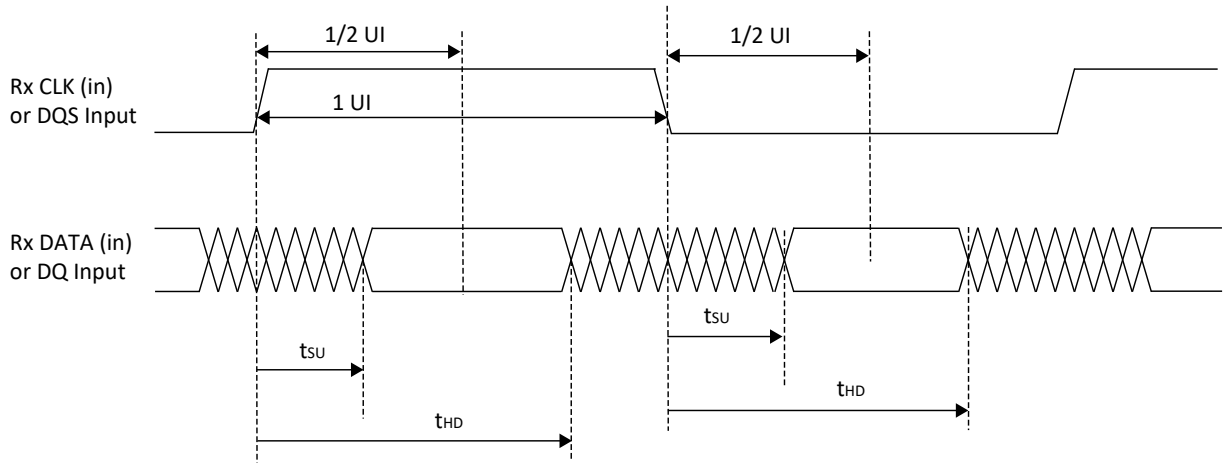 1/2 UI
1/2 UI
Rx CLK (in)
or DQS Input
1 UI
Rx DATA (in)
or DQ Input
tSU
tSU
tHD
tHD